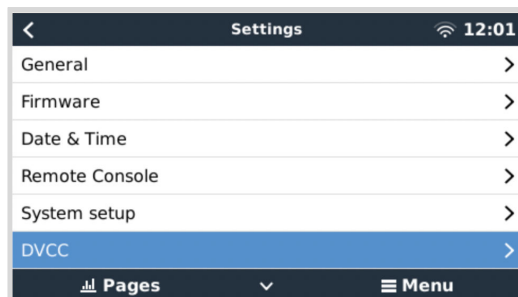 Settings 12:01
General
Firmware
Date & Time
Remote Console
System setup
DVCC
Pages Menu